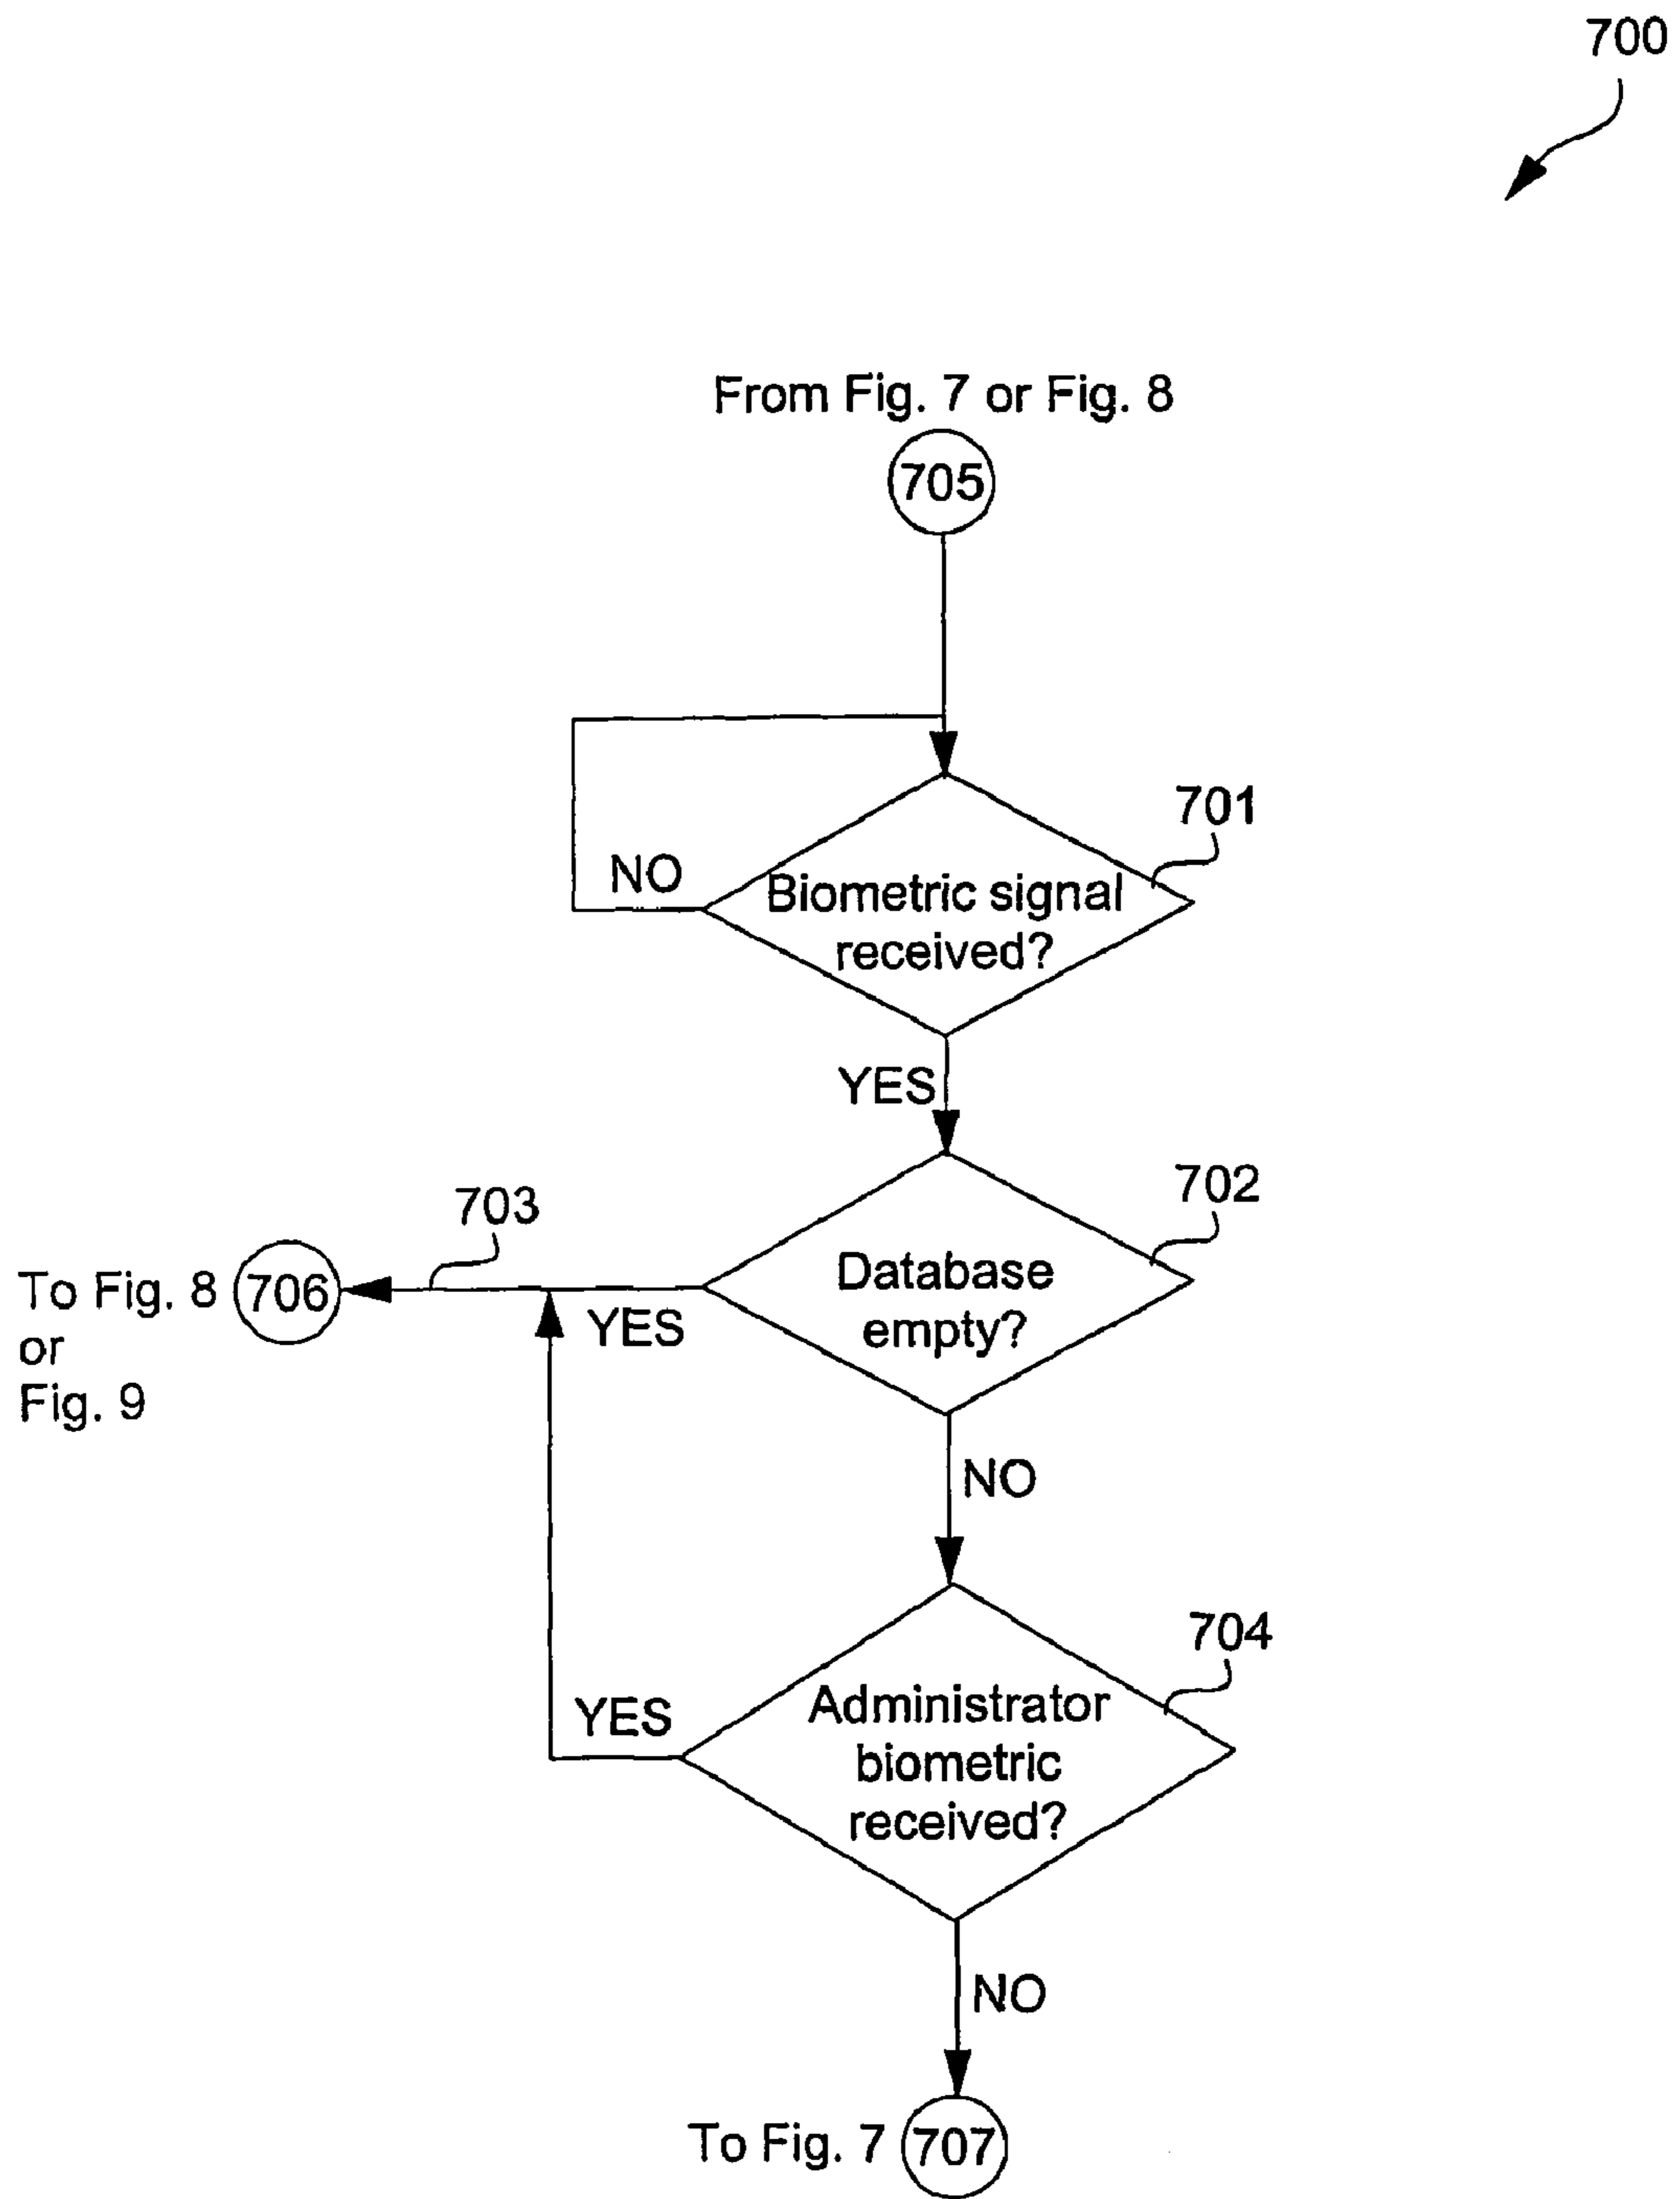 700
From Fig. 7 or Fig. 8
705
701
NO
Biometric signal
received?
YES
702
703
To Fig. 8
or
Fig. 9
706
YES
Database
empty?
NO
704
YES
Administrator
biometric
received?
NO
To Fig. 7
707